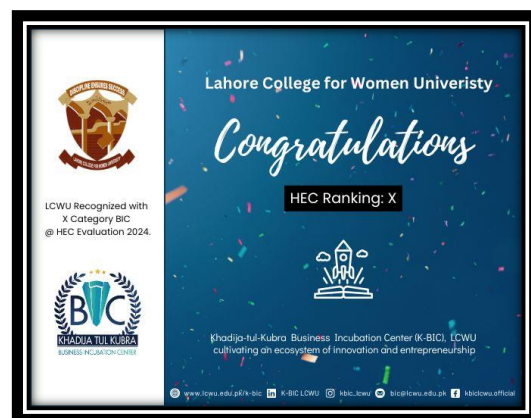 DISCIPLINE ENSURES SUCCESS
LAHORE COLLEGE FOR WOMEN UNIVERSITY
LCWU Recognized with
X Category BIC
@ HEC Evaluation 2024.
BIC
KHADIJA TUL KUBRA
BUSINESS INCUBATION CENTER
Lahore College for Women Univeristy
Congratulations
HEC Ranking: X
Khadija-tul-Kubra Business Incubation Center (K-BIC), LCWU
cultivating an ecosystem of innovation and entrepreneurship
www.lcwu.edu.pk/k-bic K-BIC LCWU kbic_lcwu bic@lcwu.edu.pk kbiclcwu.official